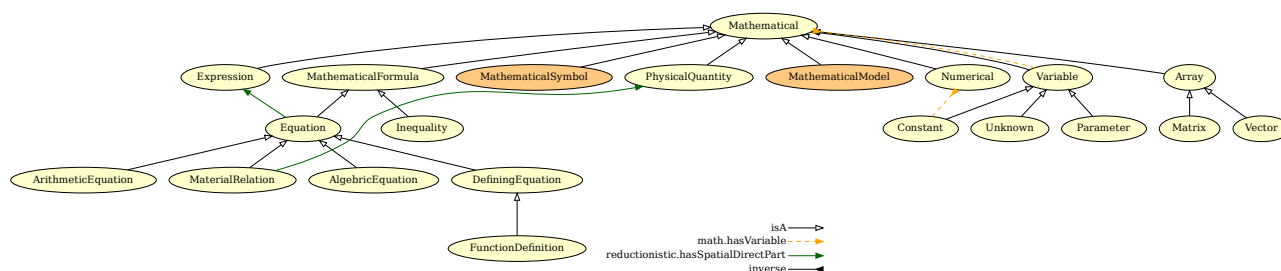 Mathematical
Expression
MathematicalFormula
MathematicalSymbol
PhysicalQuantity
MathematicalModel
Numerical
Variable
Array
Equation
Inequality
Constant
Unknown
Parameter
Matrix
Vector
ArithmeticEquation
MaterialRelation
AlgebricEquation
DefiningEquation
FunctionDefinition
isA
math.hasVariable
reductionistic.hasSpatialDirectPart
inverse